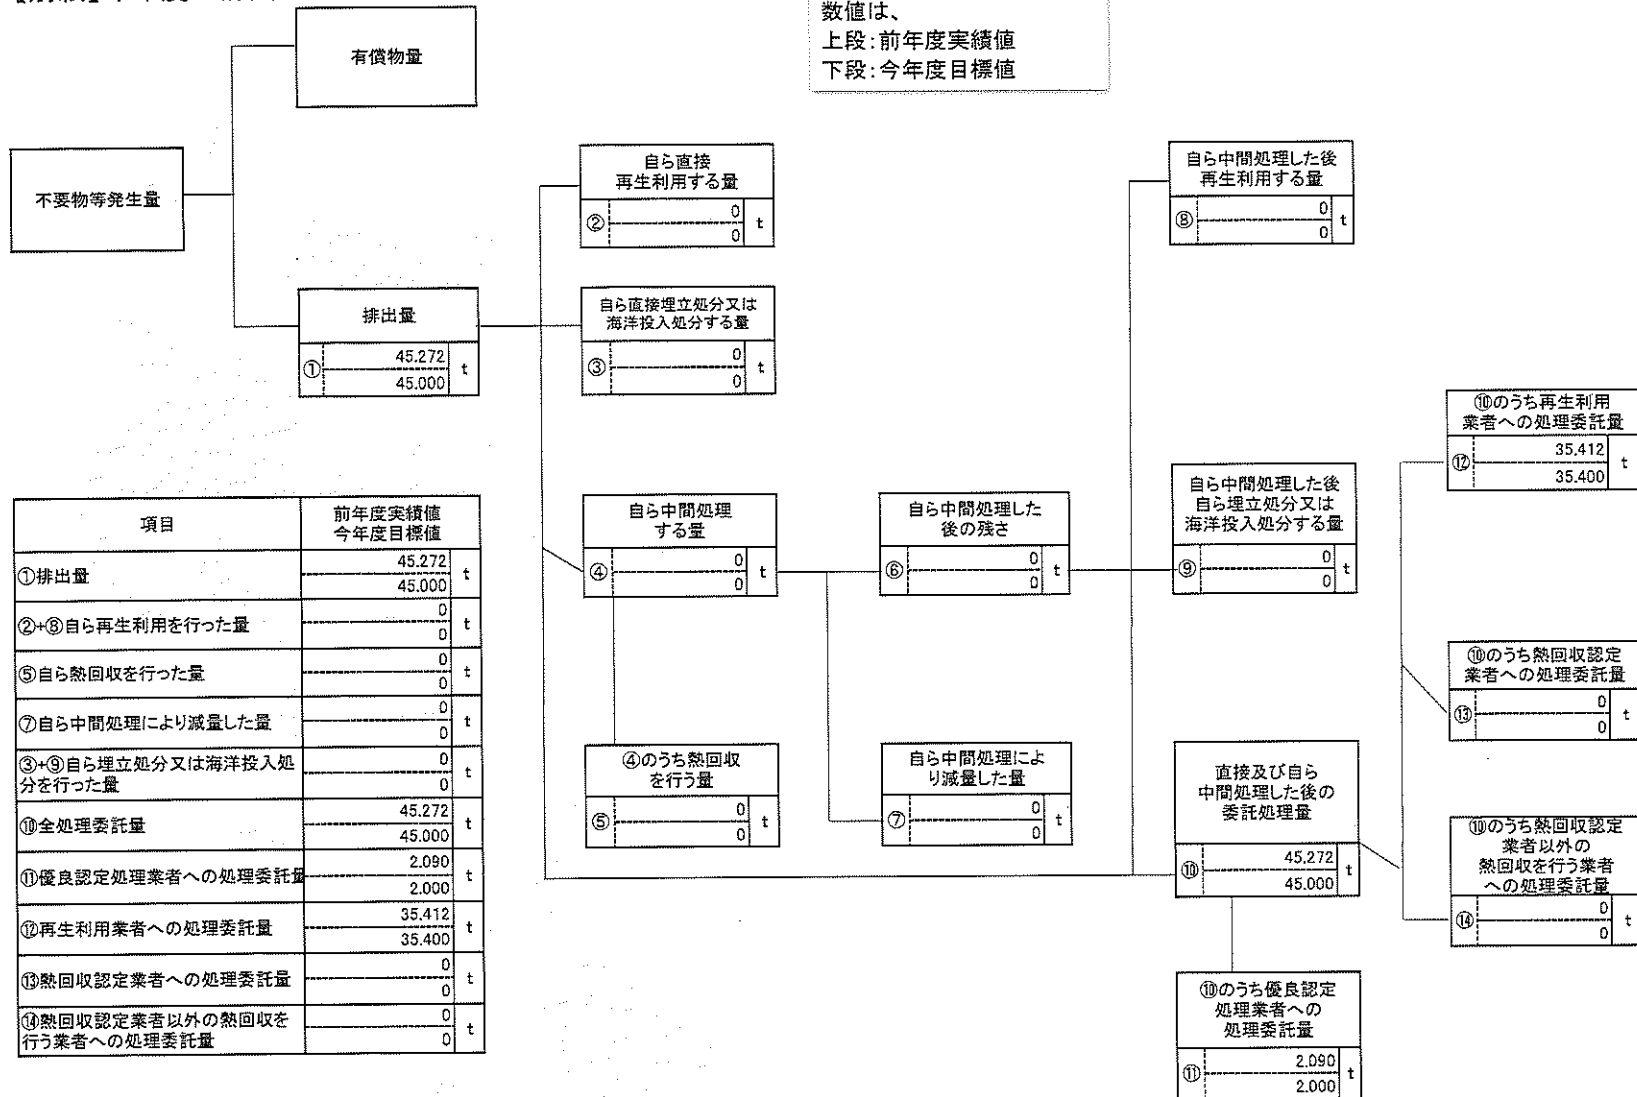 数値は、
上段:前年度実績値
下段:今年度目標値
有償物量
不要物等発生量
排出量
①
45.272
45.000
t
自ら直接
再生利用する量
②
0
0
t
自ら直接埋立処分又は
海洋投入処分する量
③
0
0
t
自ら中間処理
する量
④
0
0
t
④のうち熱回収
を行う量
⑤
0
0
t
自ら中間処理した
後の残さ
⑥
0
0
t
自ら中間処理によ
り減量した量
⑦
0
0
t
自ら中間処理した後
再生利用する量
⑧
0
0
t
自ら中間処理した後
自ら埋立処分又は
海洋投入処分する量
⑨
0
0
t
直接及び自ら
中間処理した後の
委託処理量
⑩
45.272
45.000
t
⑩のうち優良認定
処理業者への
処理委託量
⑪
2.090
2.000
t
⑩のうち再生利用
業者への処理委託量
⑫
35.412
35.400
t
⑩のうち熱回収認定
業者への処理委託量
⑬
0
0
t
⑩のうち熱回収認定
業者以外の
熱回収を行う業者
への処理委託量
⑭
0
0
t
項目
前年度実績値
今年度目標値
①排出量
45.272
45.000
t
②+⑧自ら再生利用を行った量
0
0
t
⑤自ら熱回収を行った量
0
0
t
⑦自ら中間処理により減量した量
0
0
t
③+⑨自ら埋立処分又は海洋投入処
分を行った量
0
0
t
⑩全処理委託量
45.272
45.000
t
⑪優良認定処理業者への処理委託量
2.090
2.000
t
⑫再生利用業者への処理委託量
35.412
35.400
t
⑬熱回収認定業者への処理委託量
0
0
t
⑭熱回収認定業者以外の熱回収を
行う業者への処理委託量
0
0
t